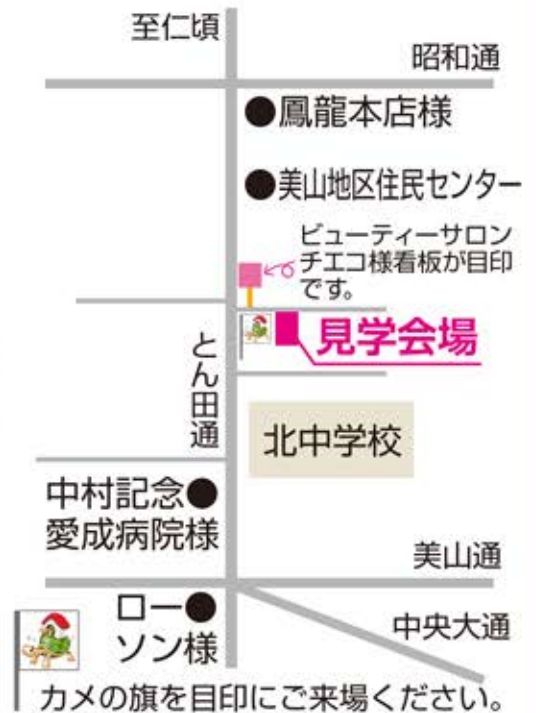 至仁頃
昭和通
●鳳龍本店様
●美山地区住民センター
ビューティーサロン
チエコ様看板が目印
です。
見学会場
とん田通
北中学校
中村記念●
愛成病院様
美山通
ロー●
ソン様
中央大通
カメの旗を目印にご来場ください。